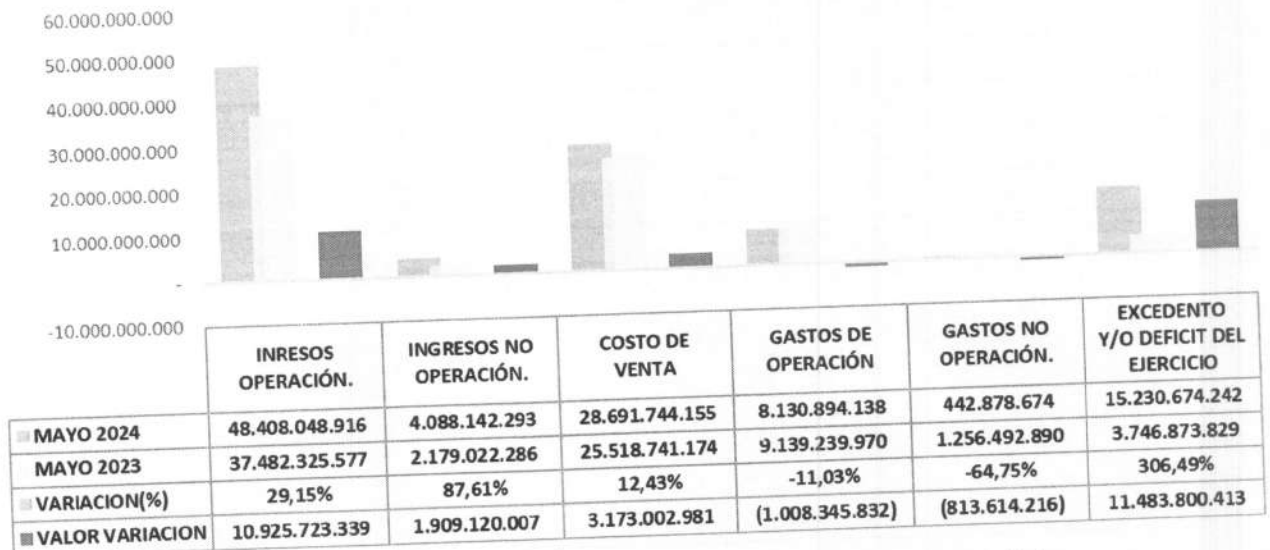 60.000.000.000
50.000.000.000
40.000.000.000
30.000.000.000
20.000.000.000
10.000.000.000
-
-10.000.000.000
INRESOS OPERACIÓN. INGRESOS NO OPERACIÓN. COSTO DE VENTA GASTOS DE OPERACIÓN GASTOS NO OPERACIÓN. EXCEDENTO Y/O DEFICIT DEL EJERCICIO
MAYO 2024 48.408.048.916 4.088.142.293 28.691.744.155 8.130.894.138 442.878.674 15.230.674.242
MAYO 2023 37.482.325.577 2.179.022.286 25.518.741.174 9.139.239.970 1.256.492.890 3.746.873.829
VARIACION(%) 29,15% 87,61% 12,43% -11,03% -64,75% 306,49%
VALOR VARIACION 10.925.723.339 1.909.120.007 3.173.002.981 (1.008.345.832) (813.614.216) 11.483.800.413